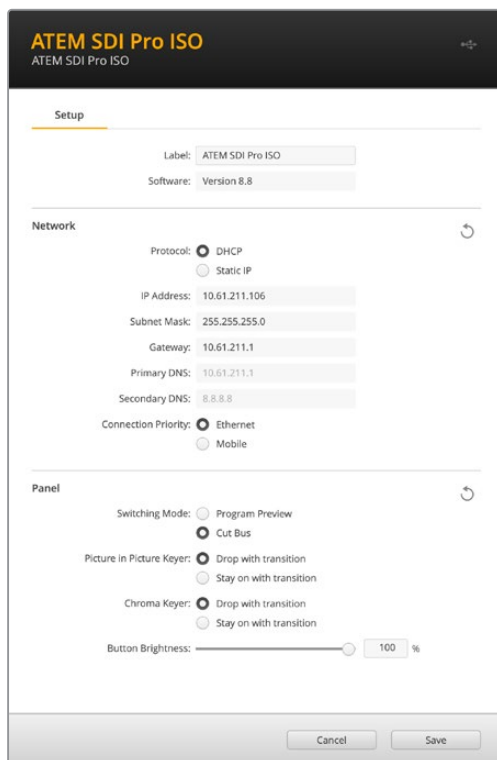 ATEM SDI Pro ISO
ATEM SDI Pro ISO
Setup
Label: ATEM SDI Pro ISO
Software: Version 8.8
Network
Protocol: DHCP
Static IP
IP Address: 10.61.211.106
Subnet Mask: 255.255.255.0
Gateway: 10.61.211.1
Primary DNS: 10.61.211.1
Secondary DNS: 8.8.8.8
Connection Priority: Ethernet
Mobile
Panel
Switching Mode: Program Preview
Cut Bus
Picture in Picture Keyer: Drop with transition
Stay on with transition
Chroma Keyer: Drop with transition
Stay on with transition
Button Brightness: 100 %
Cancel Save